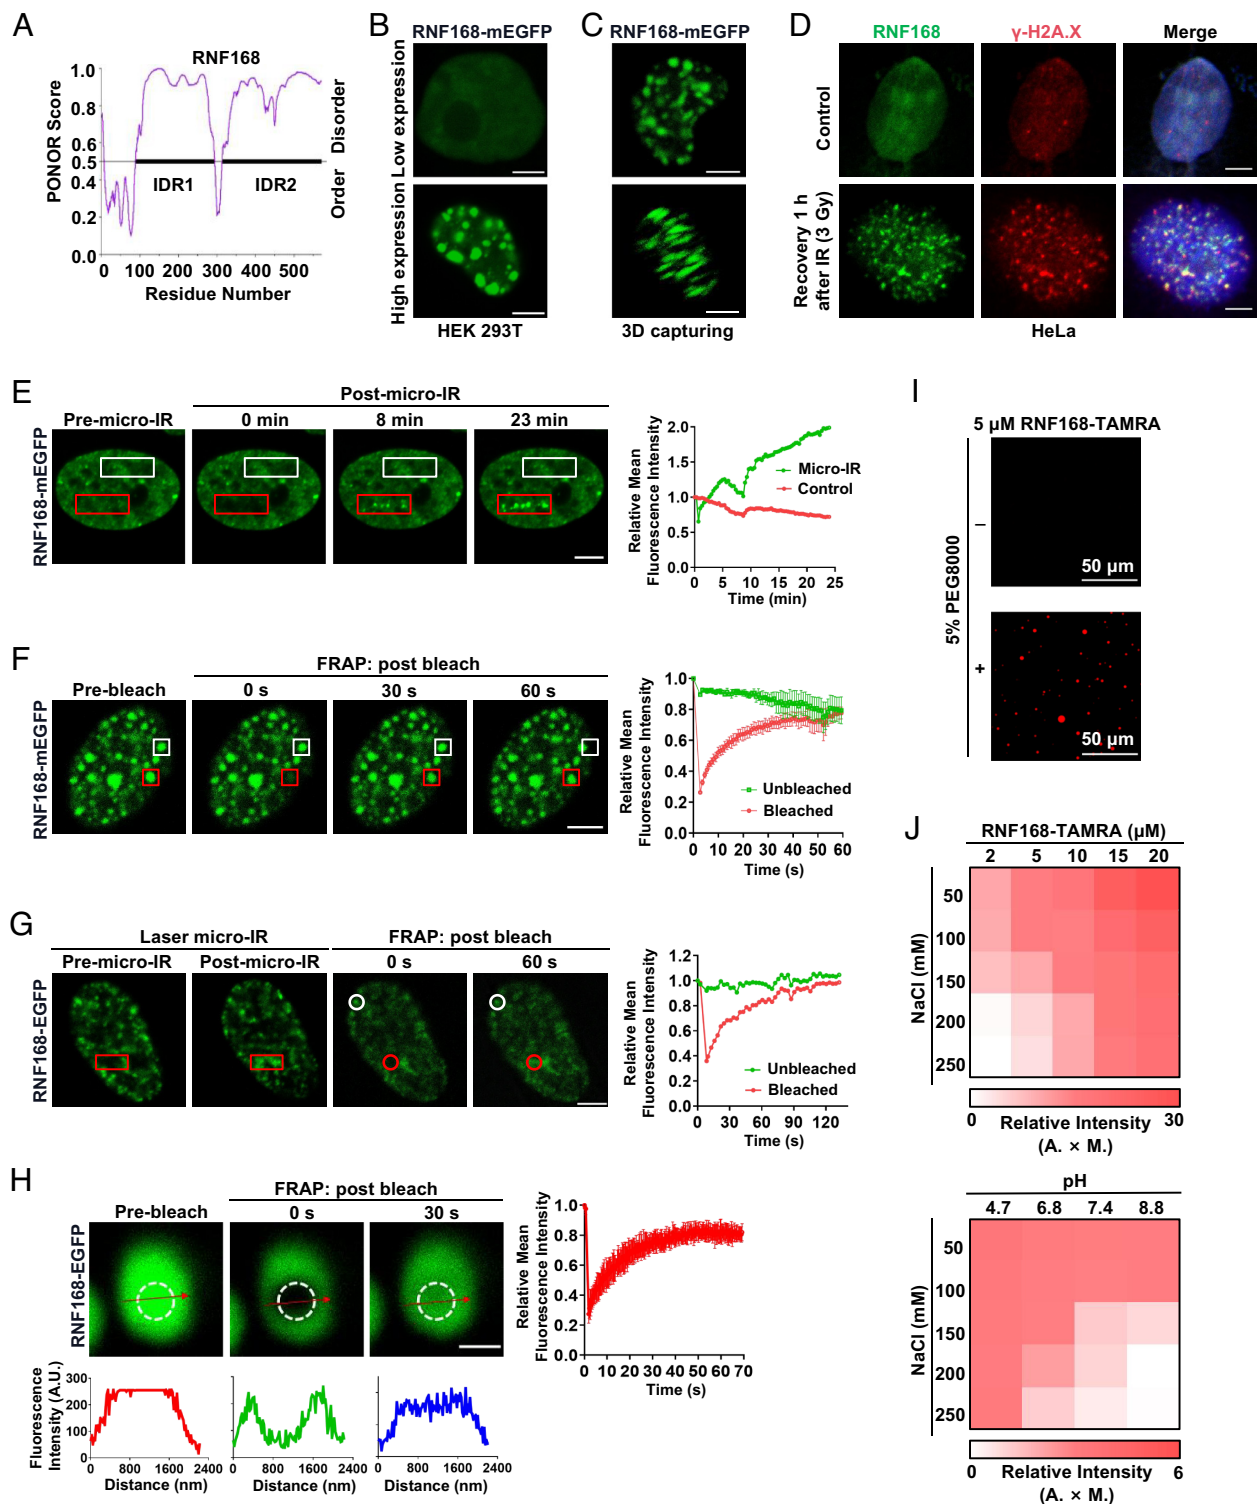 A
RNF168
PONOR Score
1.0
0.8
0.6
0.5
0.4
0.2
0.0
IDR1
IDR2
Order Disorder
0 100 200 300 400 500
Residue Number
B
RNF168-mEGFP
Low expression
High expression
HEK 293T
C
RNF168-mEGFP
3D capturing
D
RNF168
γ-H2A.X
Merge
Control
Recovery 1 h
after IR (3 Gy)
HeLa
E
Post-micro-IR
Pre-micro-IR
0 min
8 min
23 min
RNF168-mEGFP
Relative Mean
Fluorescence Intensity
2.0
1.5
1.0
0.5
0.0
Micro-IR
Control
0 5 10 15 20 25
Time (min)
F
FRAP: post bleach
Pre-bleach
0 s
30 s
60 s
RNF168-mEGFP
Relative Mean
Fluorescence Intensity
1.0
0.8
0.6
0.4
0.2
0.0
Unbleached
Bleached
0 10 20 30 40 50 60
Time (s)
G
Laser micro-IR
FRAP: post bleach
Pre-micro-IR
Post-micro-IR
0 s
60 s
RNF168-EGFP
Relative Mean
Fluorescence Intensity
1.2
1.0
0.8
0.6
0.4
0.2
0.0
Unbleached
Bleached
0 30 60 90 120
Time (s)
H
FRAP: post bleach
Pre-bleach
0 s
30 s
RNF168-EGFP
Fluorescence
Intensity (A.U.)
300
200
100
0
0 800 1600 2400
Distance (nm)
0 800 1600 2400
Distance (nm)
0 800 1600 2400
Distance (nm)
Relative Mean
Fluorescence Intensity
1.0
0.8
0.6
0.4
0.2
0.0
0 10 20 30 40 50 60 70
Time (s)
I
5 μM RNF168-TAMRA
5% PEG8000
−
50 μm
+
50 μm
J
RNF168-TAMRA (μM)
2 5 10 15 20
NaCl (mM)
50
100
150
200
250
0 Relative Intensity 30
(A. × M.)
pH
4.7 6.8 7.4 8.8
NaCl (mM)
50
100
150
200
250
0 Relative Intensity 6
(A. × M.)